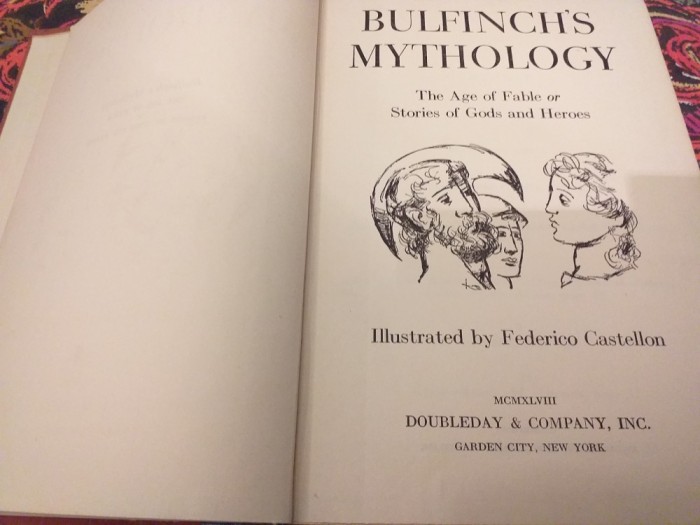 BULFINCH'S
MYTHOLOGY
The Age of Fable or
Stories of Gods and Heroes
Illustrated by Federico Castellon
MCMXLVIII
DOUBLEDAY & COMPANY, INC.
GARDEN CITY, NEW YORK